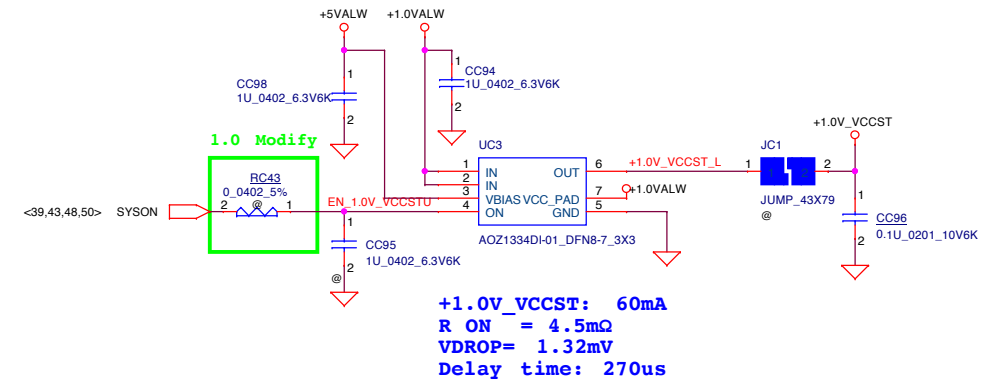 +5VALW
+1.0VALW
1
CC98
1U_0402_6.3V6K
2
1
CC94
1U_0402_6.3V6K
2
+1.0V_VCCST
1.0 Modify
UC3
JC1
RC43
0_0402_5%
@
2
1
<39,43,48,50>
SYSON
EN_1.0V_VCCSTU
1
2
3
4
IN
IN
VBIAS
ON
OUT
VCC_PAD
GND
6
7
5
+1.0V_VCCST_L
+1.0VALW
AOZ1334DI-01_DFN8-7_3X3
1
1
2
2
JUMP_43X79
@
1
CC96
0.1U_0201_10V6K
2
1
CC95
1U_0402_6.3V6K
2
@
+1.0V_VCCST: 60mA
R ON = 4.5mΩ
VDROP= 1.32mV
Delay time: 270us